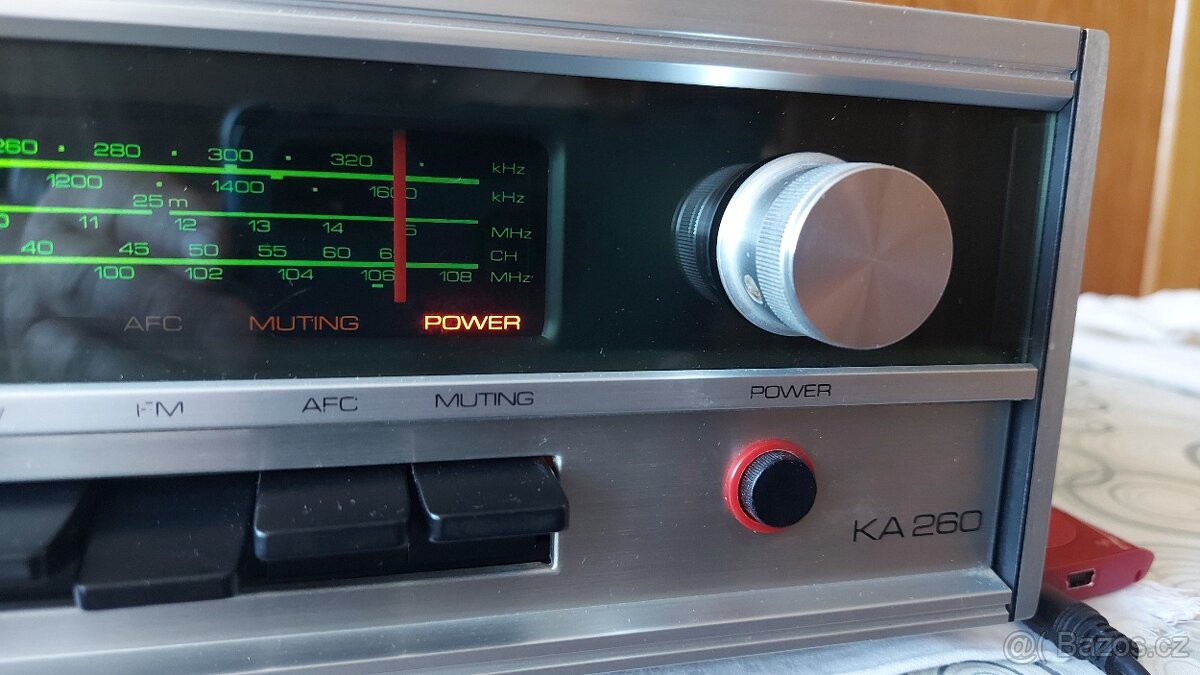 260 280 300 320 kHz
1200 1400 1600 kHz
25 m
11 12 13 14 MHz
40 45 50 55 60 CH
100 102 104 106 108 MHz
AFC MUTING POWER
FM AFC MUTING POWER
KA 260
Bazos.cz